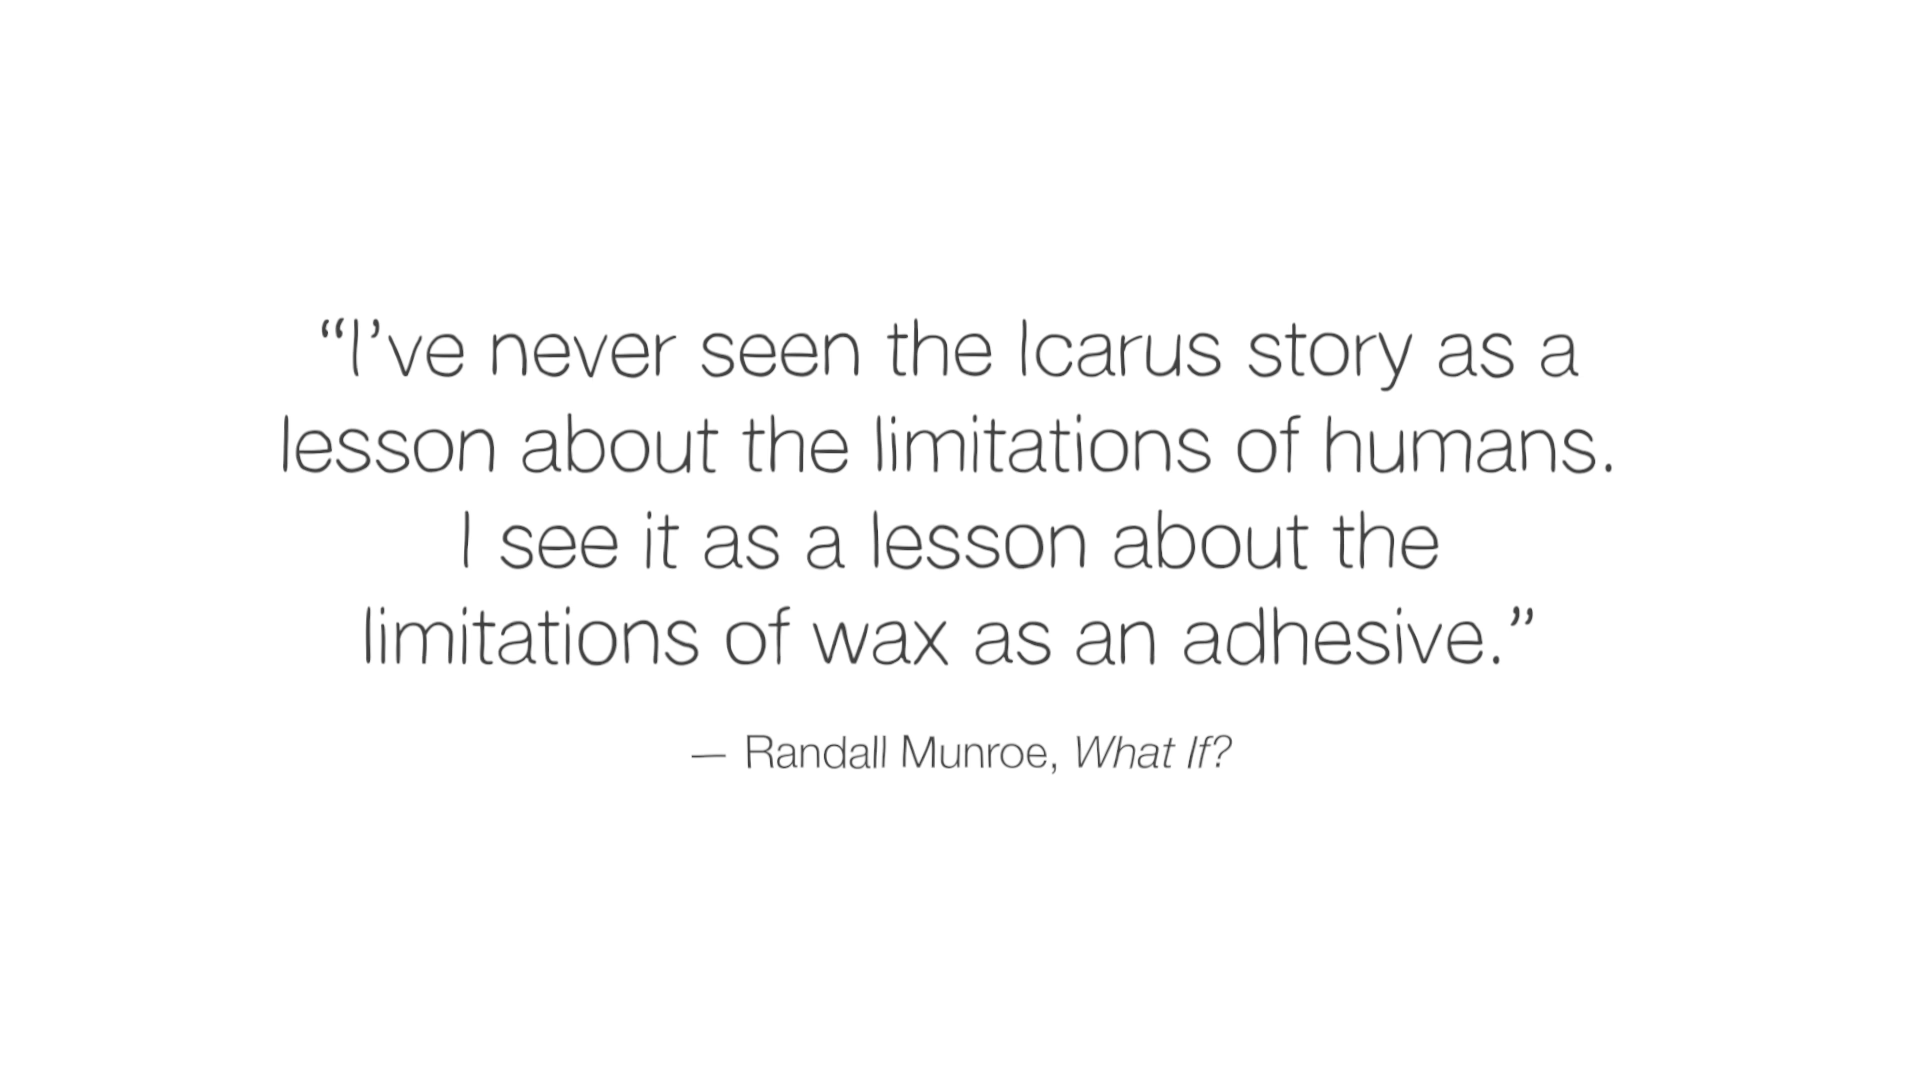 “I’ve never seen the Icarus story as a
lesson about the limitations of humans.
I see it as a lesson about the
limitations of wax as an adhesive.”
— Randall Munroe, What If?